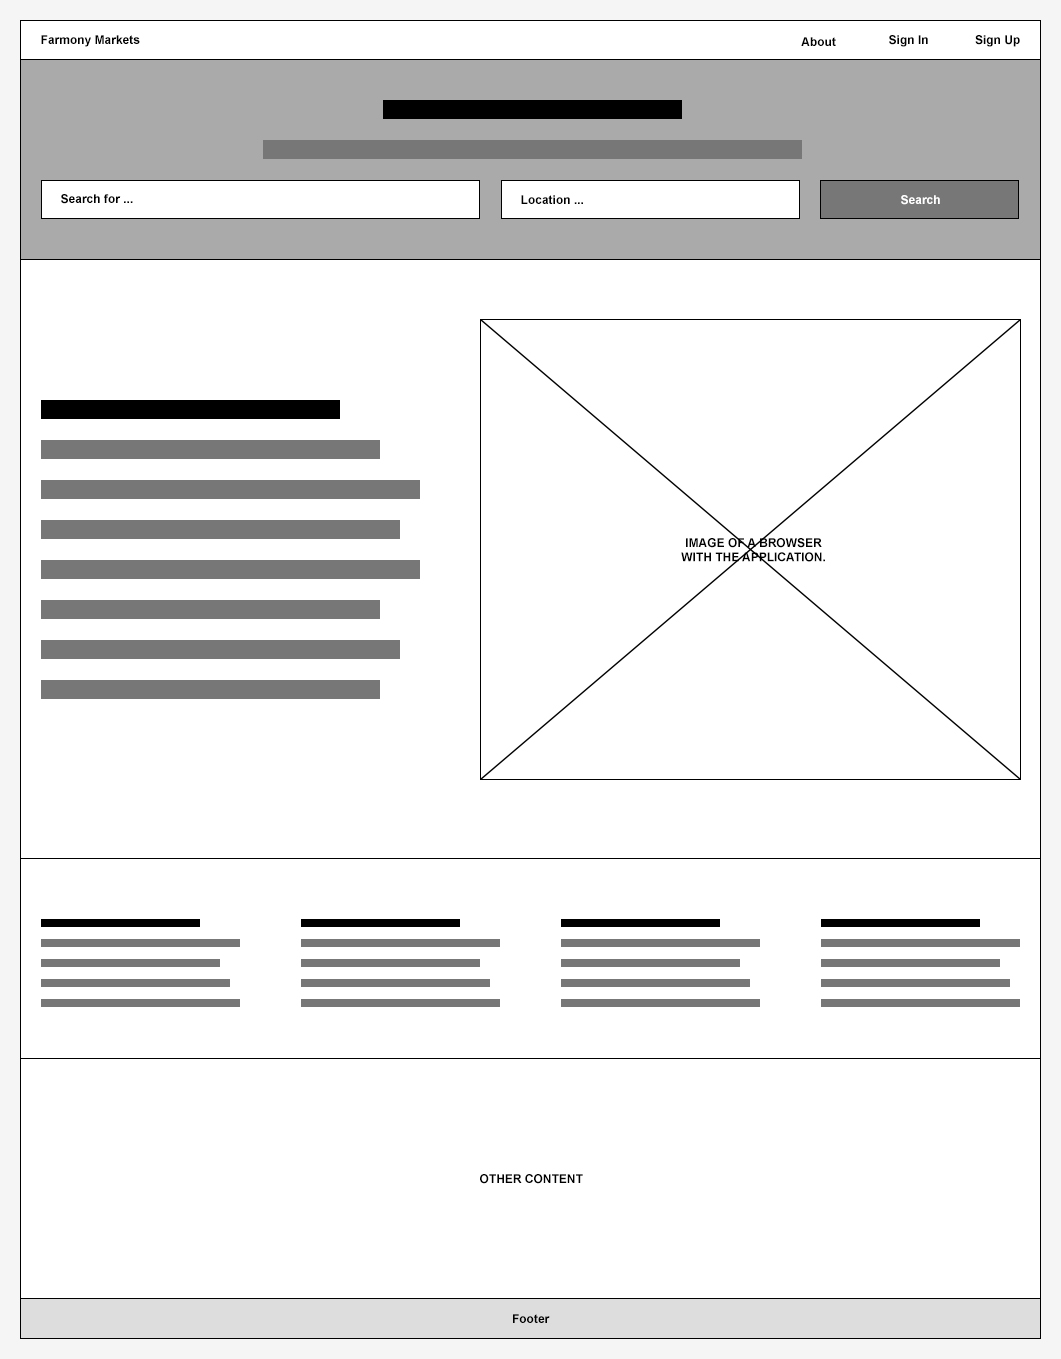 Farmony Markets
About
Sign In
Sign Up
Search for ...
Location ...
Search
IMAGE OF A BROWSER
WITH THE APPLICATION.
OTHER CONTENT
Footer